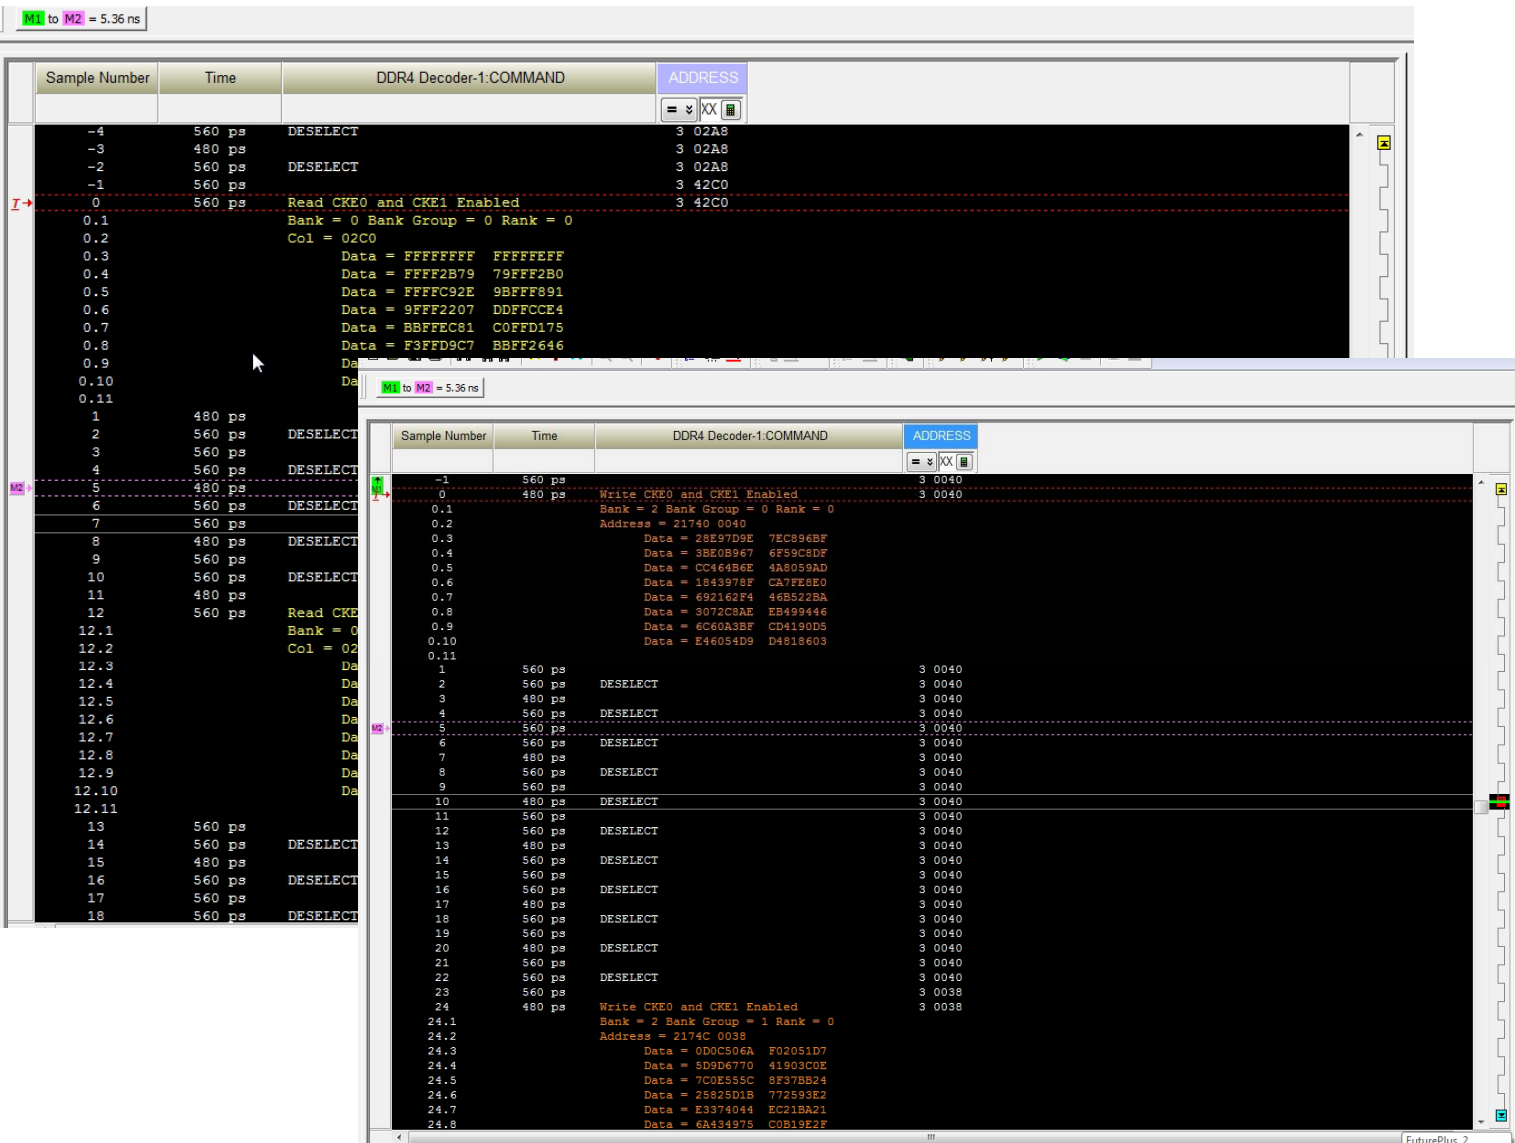 M1 to M2 = 5.36 ns
Sample Number Time DDR4 Decoder-1:COMMAND ADDRESS
= XX
-4 560 ps DESELECT 3 02A8
-3 480 ps 3 02A8
-2 560 ps DESELECT 3 02A8
-1 560 ps 3 42C0
T 0 560 ps Read CKE0 and CKE1 Enabled 3 42C0
0.1 Bank = 0 Bank Group = 0 Rank = 0
0.2 Col = 02C0
0.3 Data = FFFFFFFF FFFFFEFF
0.4 Data = FFFF2B79 79FFF2B0
0.5 Data = FFFFC92E 9BFFF891
0.6 Data = 9FFF2207 DDFFCCE4
0.7 Data = BBFFEC81 C0FFD175
0.8 Data = F3FFD9C7 BBFF2646
0.9 Da
0.10 Da
0.11
1 480 ps
2 560 ps DESELECT
3 560 ps
4 560 ps DESELECT
M2 5 480 ps
6 560 ps DESELECT
7 560 ps
8 480 ps DESELECT
9 560 ps
10 560 ps DESELECT
11 480 ps
12 560 ps Read CKE
12.1 Bank = 0
12.2 Col = 02
12.3 Da
12.4 Da
12.5 Da
12.6 Da
12.7 Da
12.8 Da
12.9 Da
12.10 Da
12.11
13 560 ps
14 560 ps DESELECT
15 480 ps
16 560 ps DESELECT
17 560 ps
18 560 ps DESELECT
M1 to M2 = 5.36 ns
Sample Number Time DDR4 Decoder-1:COMMAND ADDRESS
= XX
-1 560 ps 3 0040
0 480 ps Write CKE0 and CKE1 Enabled 3 0040
0.1 Bank = 2 Bank Group = 0 Rank = 0
0.2 Address = 21740 0040
0.3 Data = 28E97D9E 7EC896BF
0.4 Data = 3BE0B967 6F59C8DF
0.5 Data = CC464B6E 4A8059AD
0.6 Data = 1843978F CA7FE8E0
0.7 Data = 692162F4 46B522BA
0.8 Data = 3072C8AE EB499446
0.9 Data = 6C60A3BF CD4190D5
0.10 Data = E46054D9 D4818603
0.11
1 560 ps 3 0040
2 560 ps DESELECT 3 0040
3 480 ps 3 0040
4 560 ps DESELECT 3 0040
M2 5 560 ps 3 0040
6 560 ps DESELECT 3 0040
7 480 ps 3 0040
8 560 ps DESELECT 3 0040
9 560 ps 3 0040
10 480 ps DESELECT 3 0040
11 560 ps 3 0040
12 560 ps DESELECT 3 0040
13 480 ps 3 0040
14 560 ps DESELECT 3 0040
15 560 ps 3 0040
16 560 ps DESELECT 3 0040
17 480 ps 3 0040
18 560 ps DESELECT 3 0040
19 560 ps 3 0040
20 480 ps DESELECT 3 0040
21 560 ps 3 0040
22 560 ps DESELECT 3 0040
23 560 ps 3 0038
24 480 ps Write CKE0 and CKE1 Enabled 3 0038
24.1 Bank = 2 Bank Group = 1 Rank = 0
24.2 Address = 2174C 0038
24.3 Data = 0D0C506A F02051D7
24.4 Data = 5D9D6770 41903C0E
24.5 Data = 7C0E555C 8F37BB24
24.6 Data = 25825D1B 772593E2
24.7 Data = E3374044 EC21BA21
24.8 Data = 6A434975 C0B19E2F
FuturePlus 2